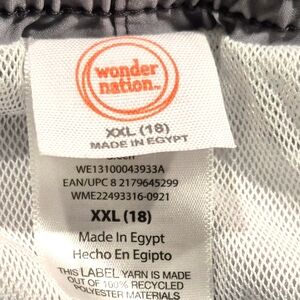 wonder
nation™
XXL (18)
MADE IN EGYPT
WE13100043933A
EAN/UPC 8 2179645299
WME22493316-0921
XXL (18)
Made In Egypt
Hecho En Egipto
THIS LABEL YARN IS MADE
OUT OF 100% RECYCLED
POLYESTER MATERIALS